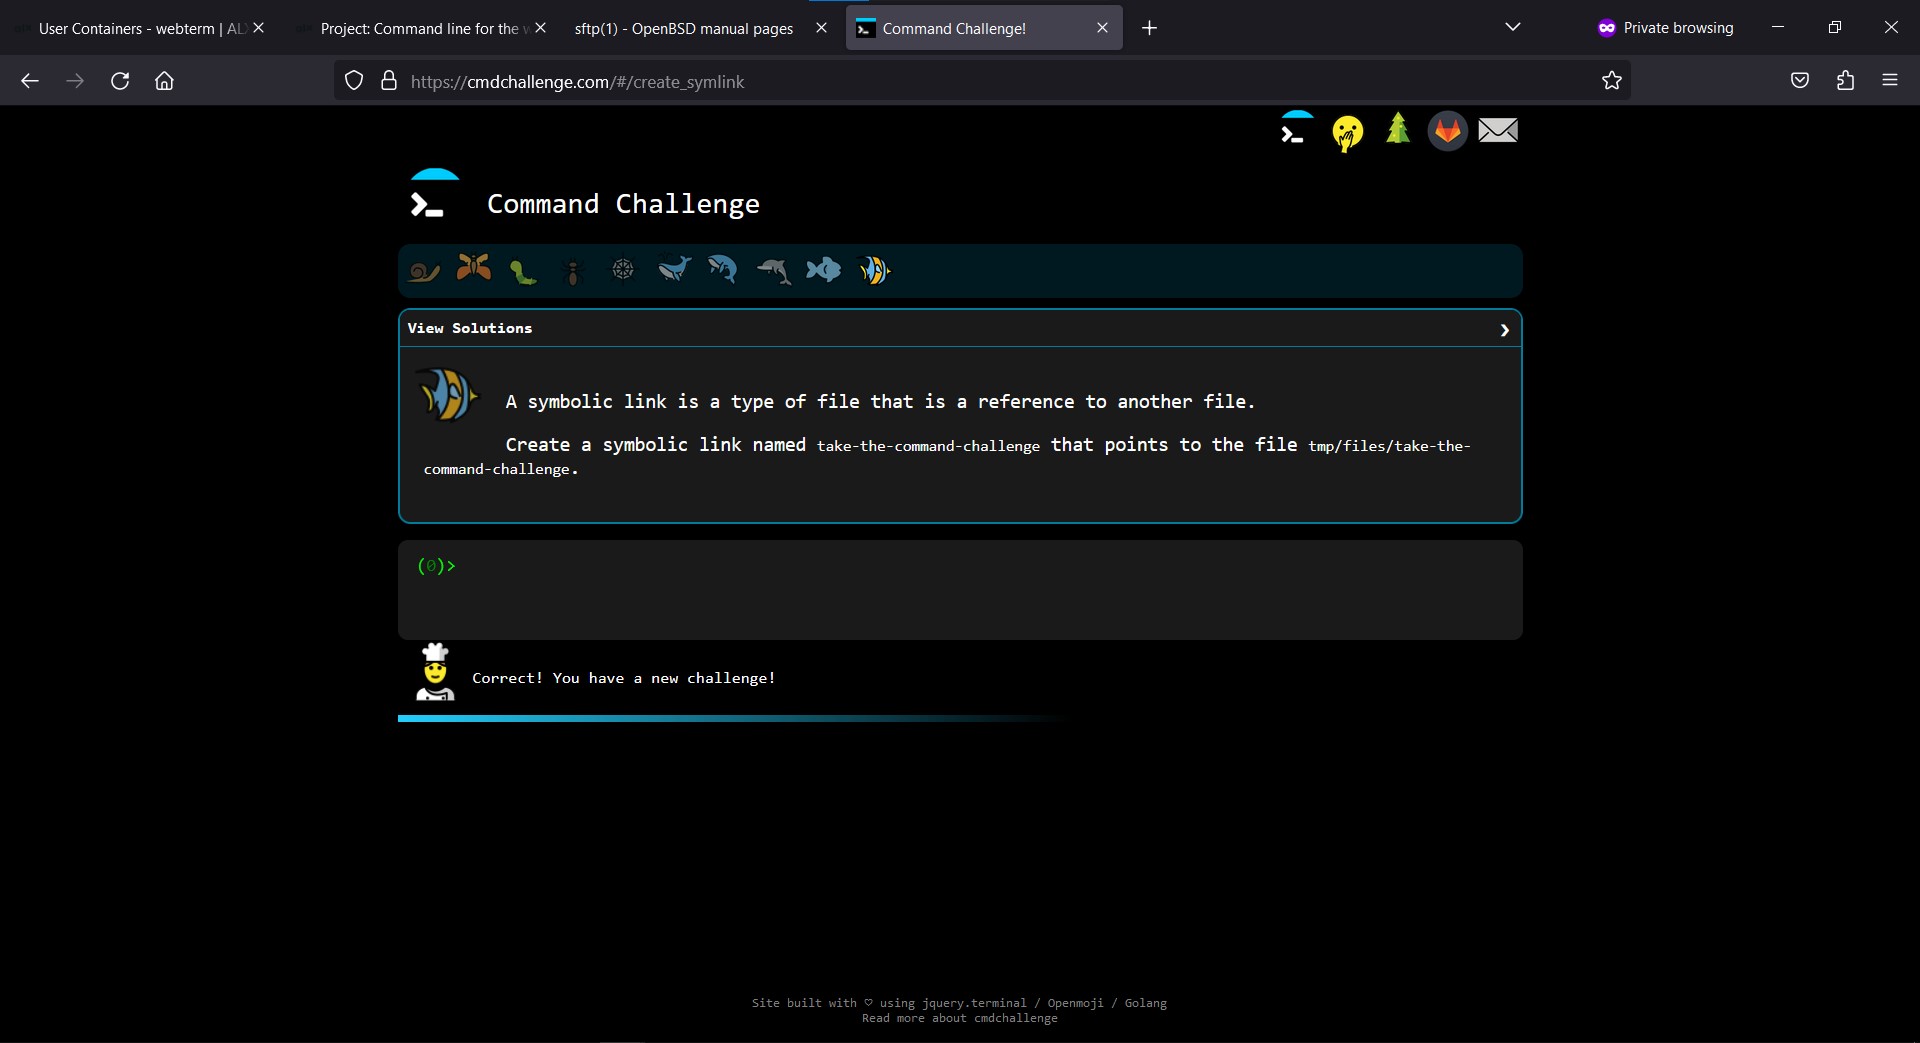 User Containers - webterm | AL
Project: Command line for the w
sftp(1) - OpenBSD manual pages
Command Challenge!
Private browsing
https://cmdchallenge.com/#/create_symlink
Command Challenge
View Solutions
A symbolic link is a type of file that is a reference to another file.
Create a symbolic link named take-the-command-challenge that points to the file tmp/files/take-the-
command-challenge.
(0)>
Correct! You have a new challenge!
Site built with ♡ using jquery.terminal / Openmoji / Golang
Read more about cmdchallenge